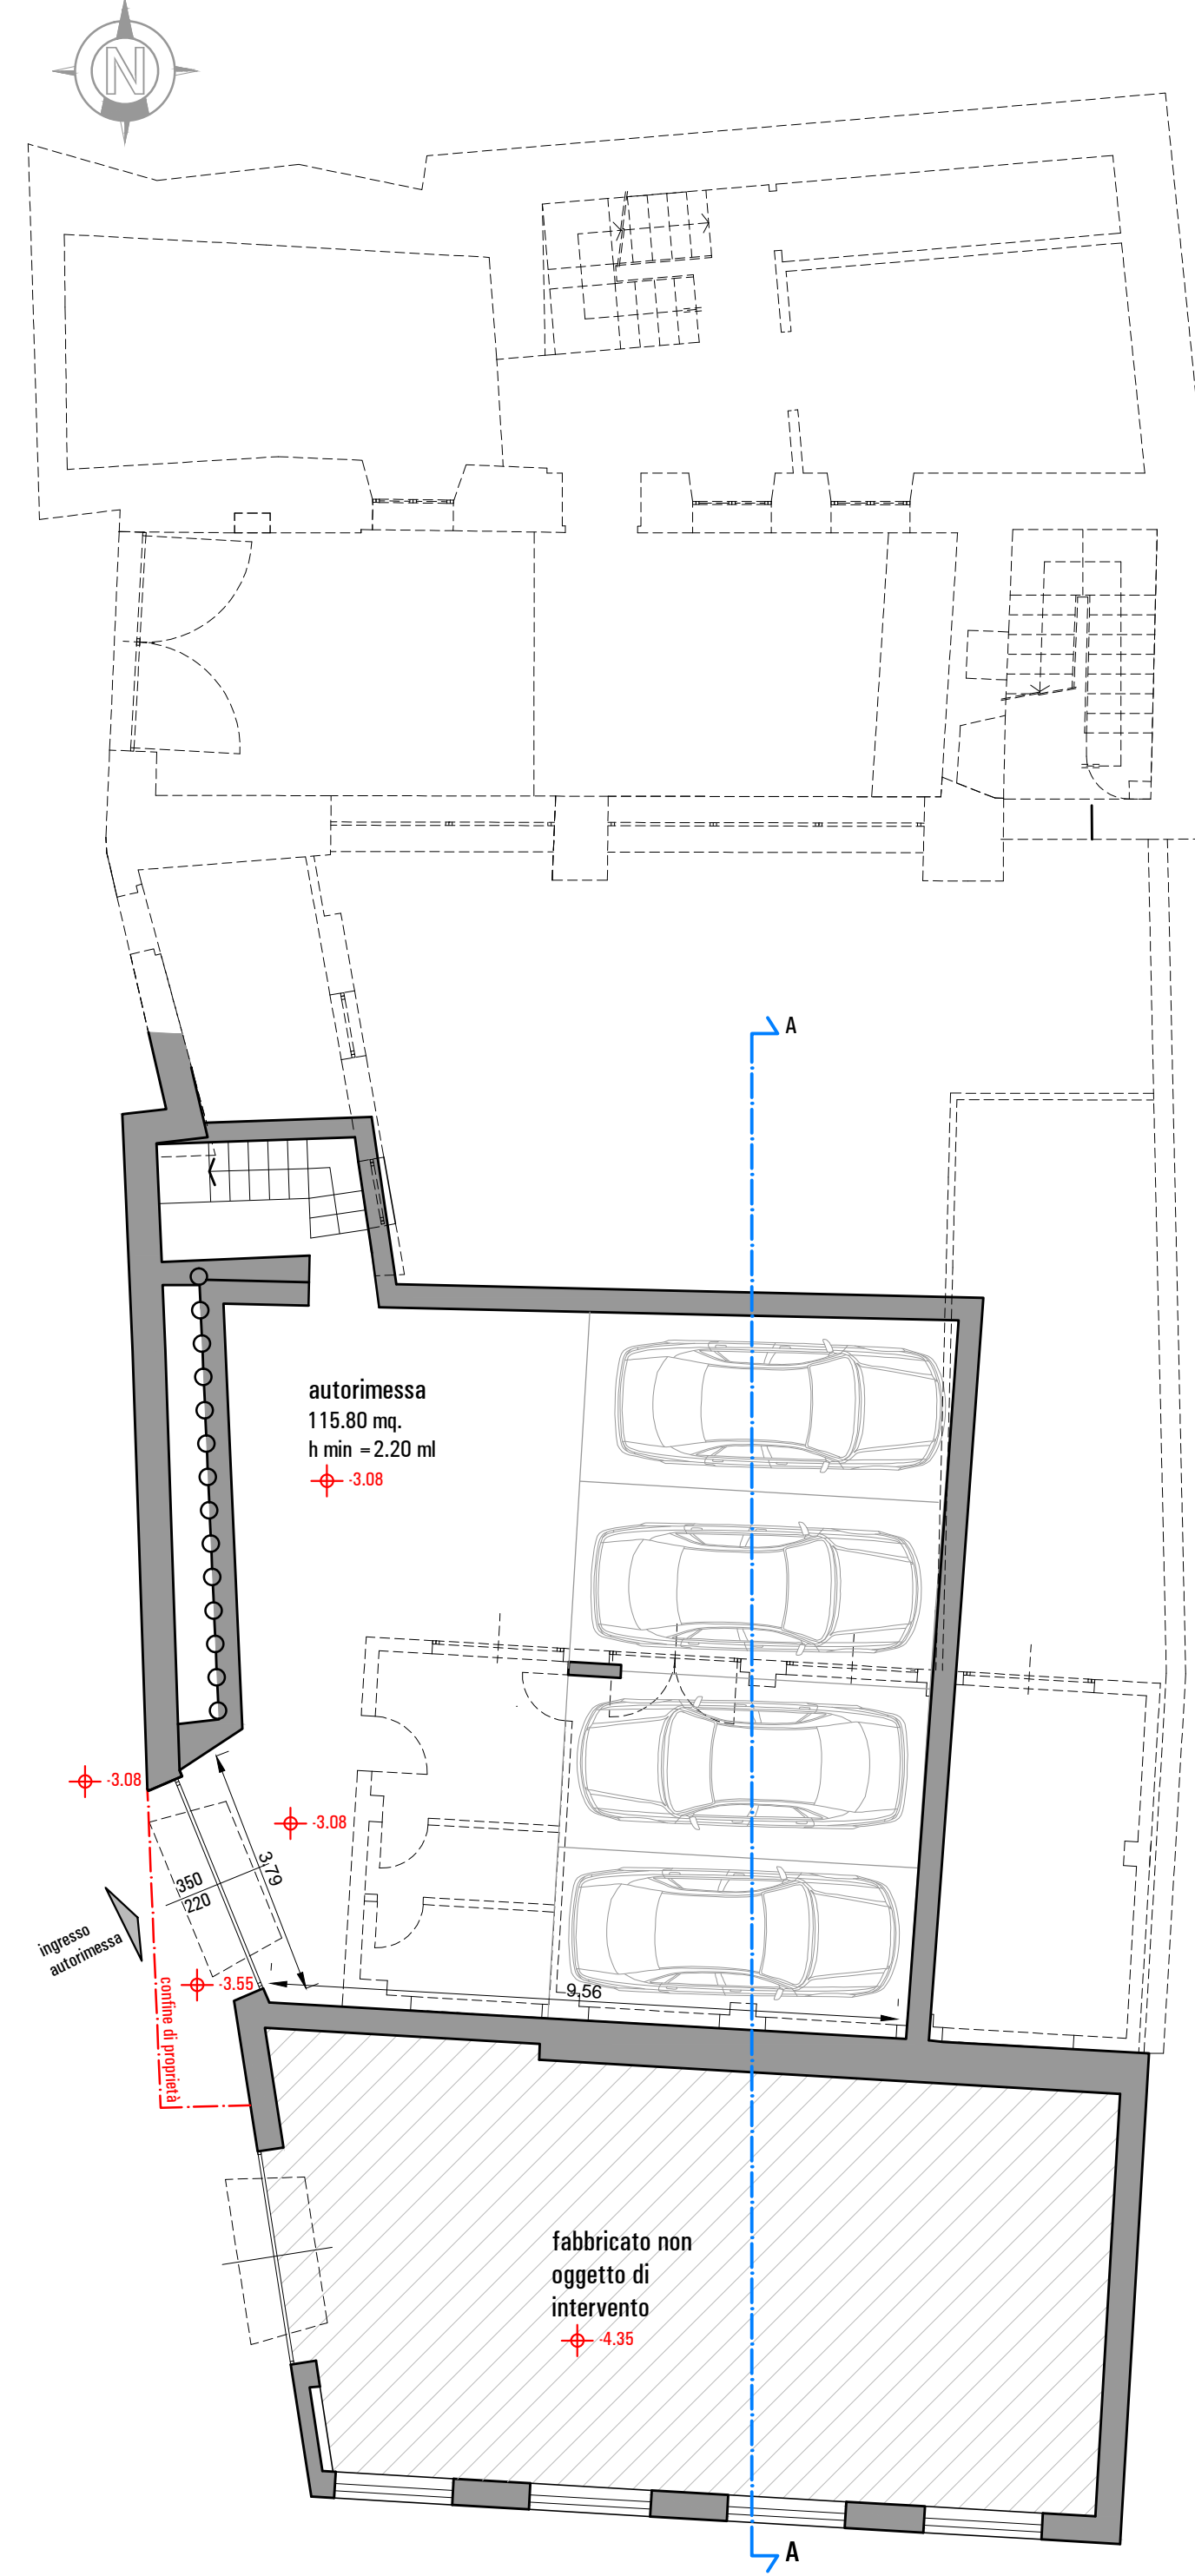 N
A
autorimessa
115.80 mq.
h min =2.20 ml
-3.08
-3.08
-3.08
3,79
350
220
ingresso
autorimessa
-3.55
confine di proprietà
9,56
fabbricato non
oggetto di
intervento
-4.35
A